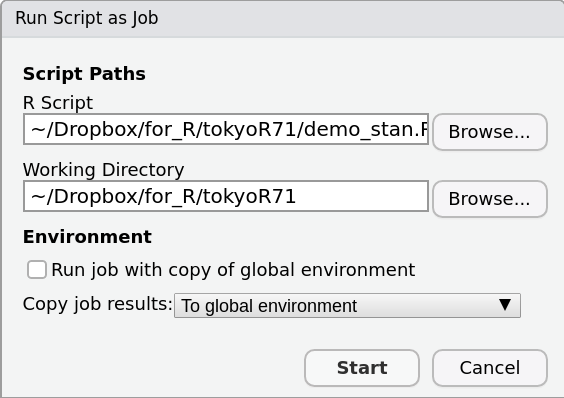 Run Script as Job
Script Paths
R Script
~/Dropbox/for_R/tokyoR71/demo_stan.R
Browse...
Working Directory
~/Dropbox/for_R/tokyoR71
Browse...
Environment
Run job with copy of global environment
Copy job results: To global environment
Start Cancel